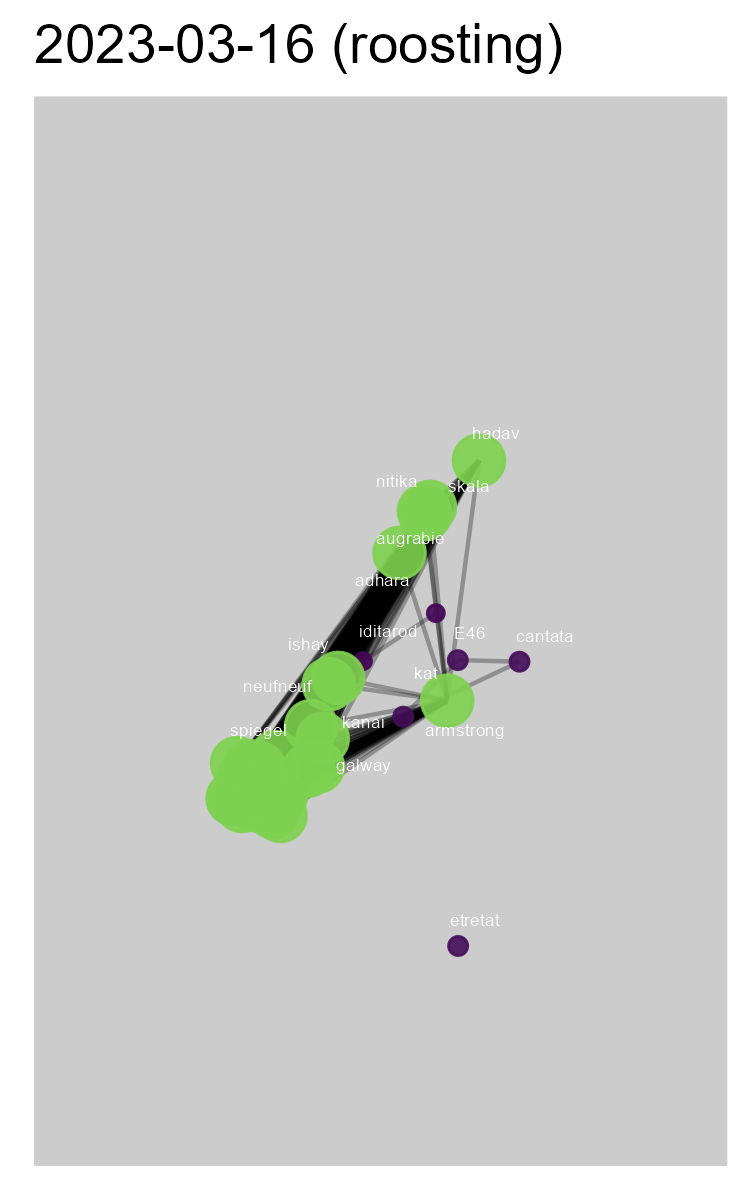 2023-03-16 (roosting)
hadav
nitika
skala
augrabie
adhara
iditarod
E46
cantata
ishay
kat
neufneuf
kanai
spiegel
armstrong
galway
etretat